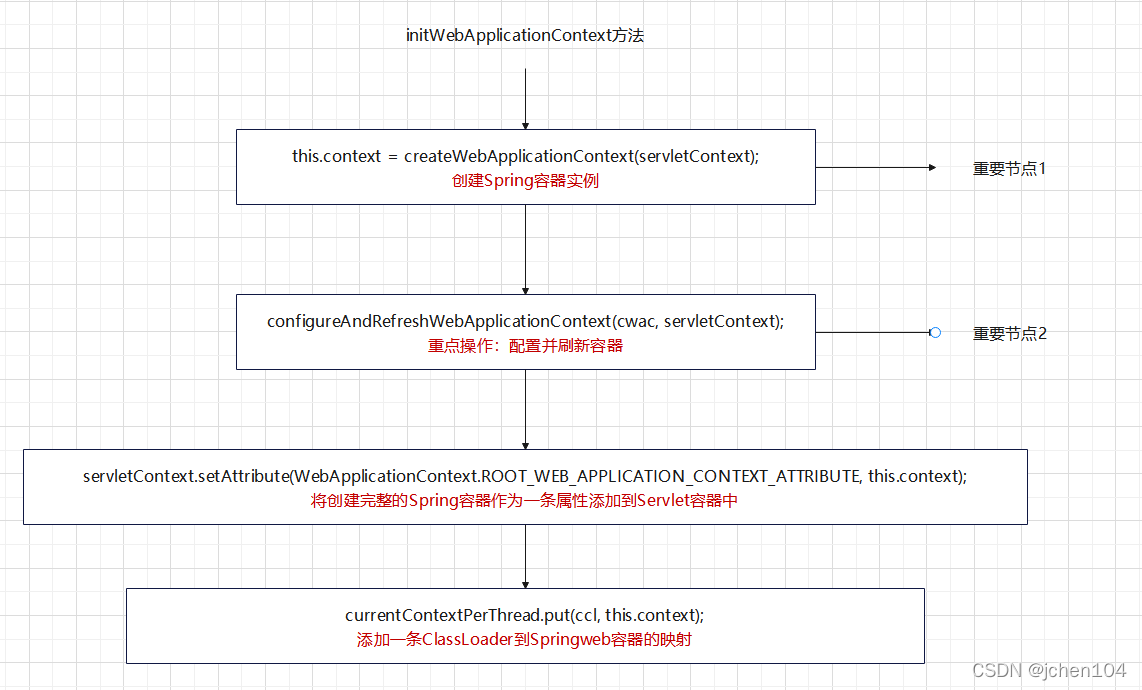 initWebApplicationContext方法
this.context = createWebApplicationContext(servletContext);
创建Spring容器实例
重要节点1
configureAndRefreshWebApplicationContext(cwac, servletContext);
重点操作：配置并刷新容器
重要节点2
servletContext.setAttribute(WebApplicationContext.ROOT_WEB_APPLICATION_CONTEXT_ATTRIBUTE, this.context);
将创建完整的Spring容器作为一条属性添加到Servlet容器中
currentContextPerThread.put(ccl, this.context);
添加一条ClassLoader到Springweb容器的映射
CSDN @jchen104